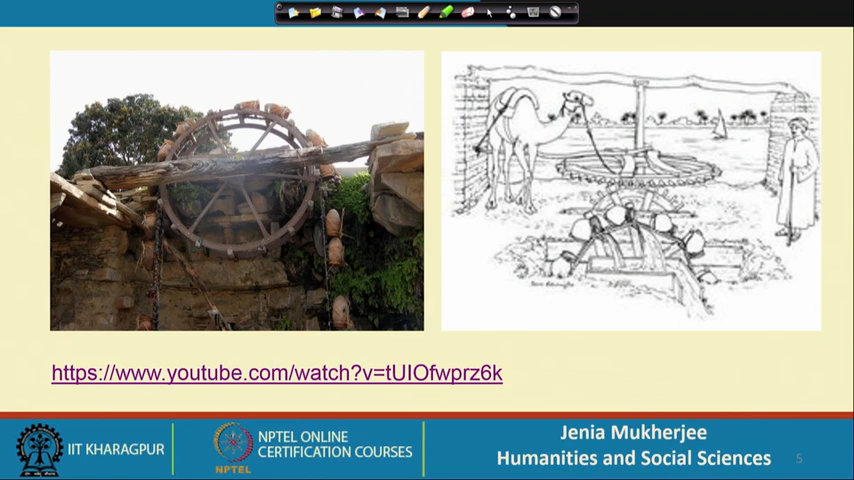 https://www.youtube.com/watch?v=tUIOfwprz6k
IIT KHARAGPUR
NPTEL
NPTEL ONLINE
CERTIFICATION COURSES
Jenia Mukherjee
Humanities and Social Sciences
5